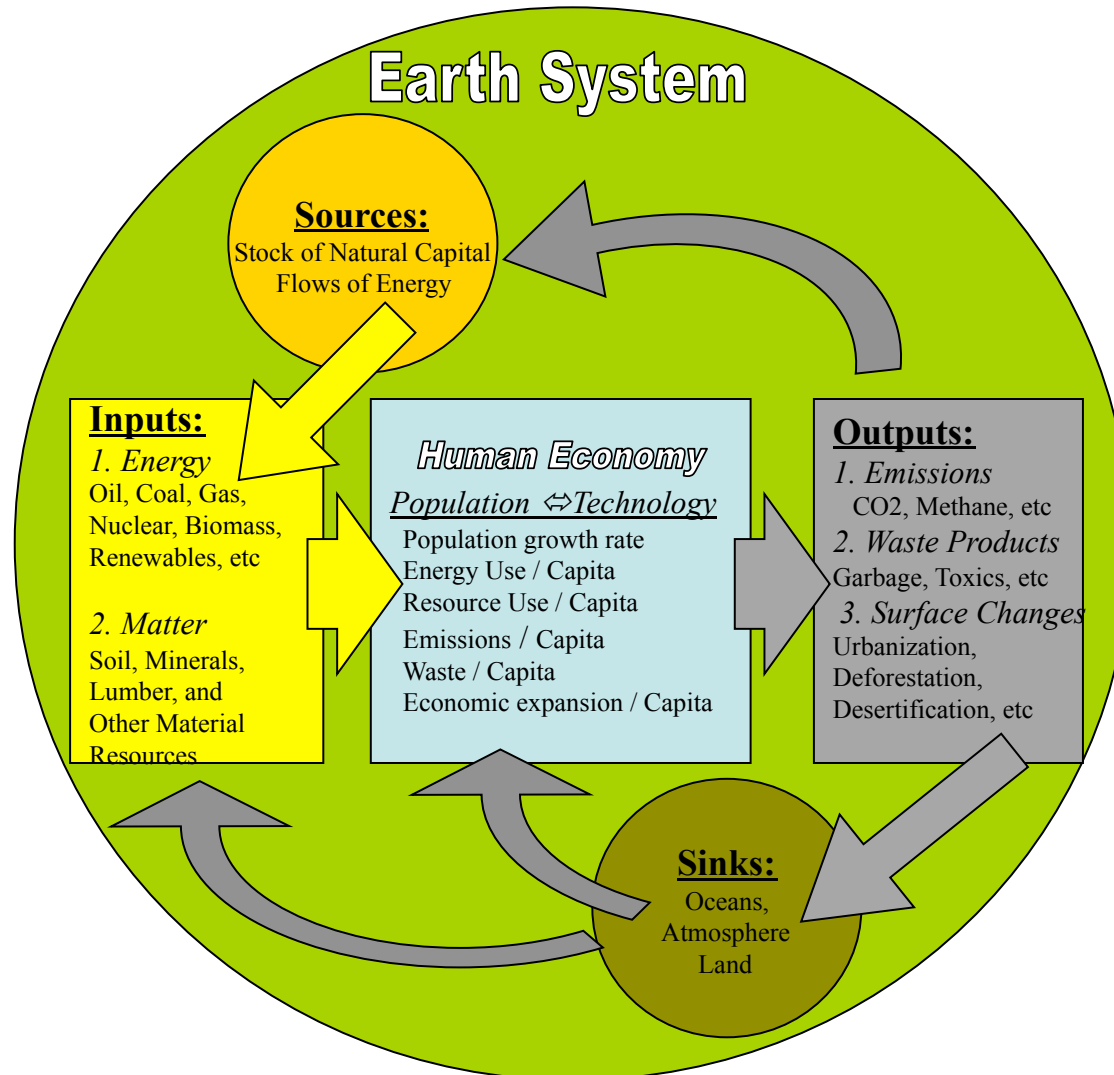 Earth System
Sources:
Stock of Natural Capital
Flows of Energy
Inputs:
1. Energy
Oil, Coal, Gas,
Nuclear, Biomass,
Renewables, etc
2. Matter
Soil, Minerals,
Lumber, and
Other Material
Resources
Human Economy
Population ⇔Technology
Population growth rate
Energy Use / Capita
Resource Use / Capita
Emissions / Capita
Waste / Capita
Economic expansion / Capita
Outputs:
1. Emissions
CO2, Methane, etc
2. Waste Products
Garbage, Toxics, etc
3. Surface Changes
Urbanization,
Deforestation,
Desertification, etc
Sinks:
Oceans,
Atmosphere
Land